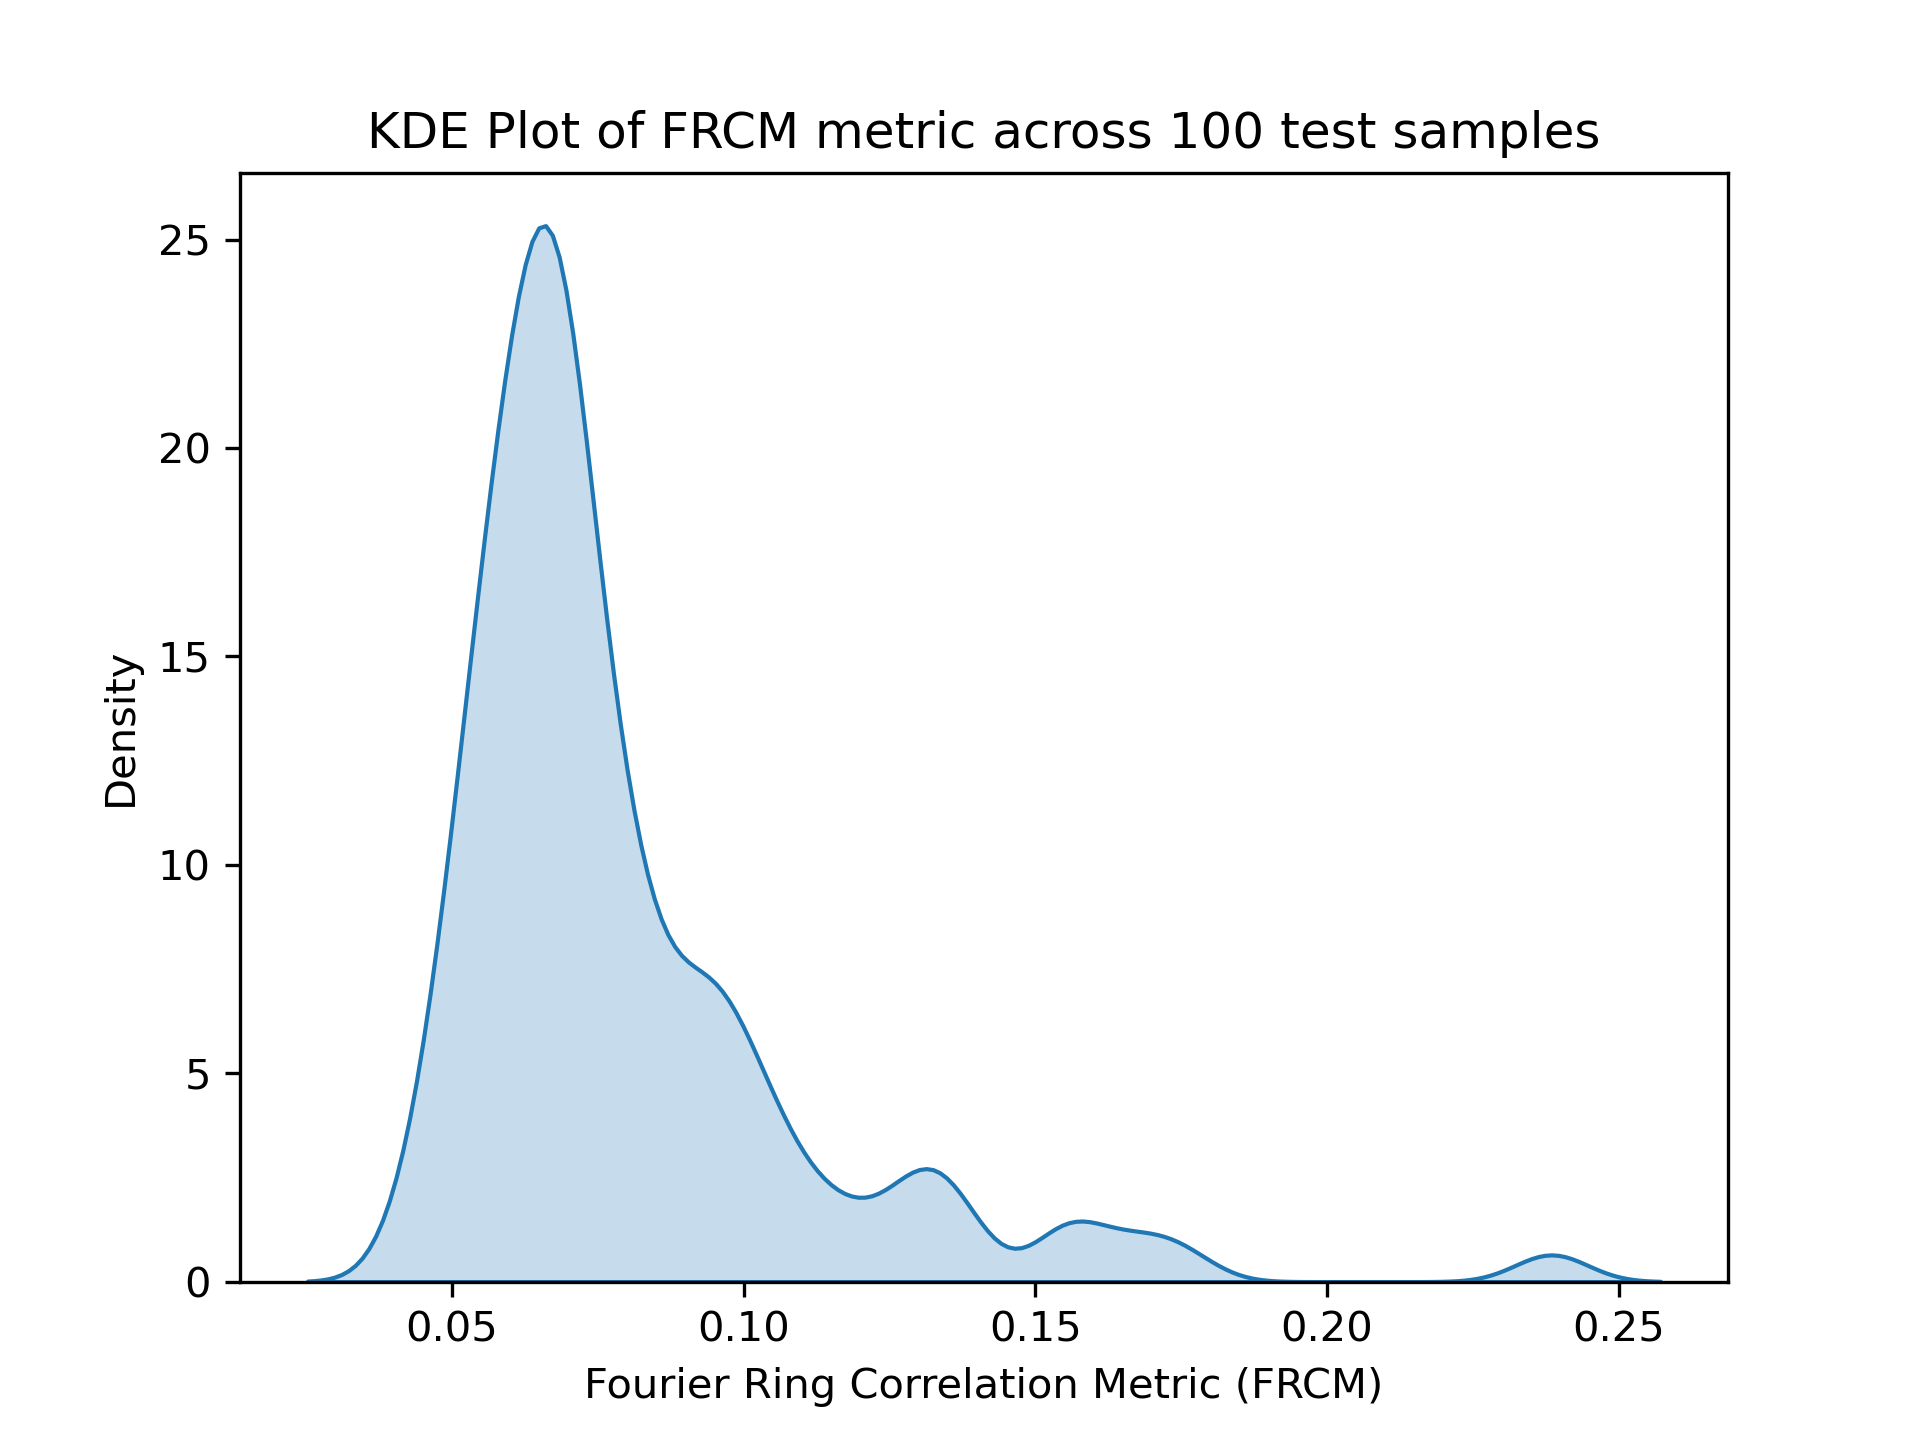 KDE Plot of FRCM metric across 100 test samples
25
20
15
10
5
0
Density
0.05 0.10 0.15 0.20 0.25
Fourier Ring Correlation Metric (FRCM)